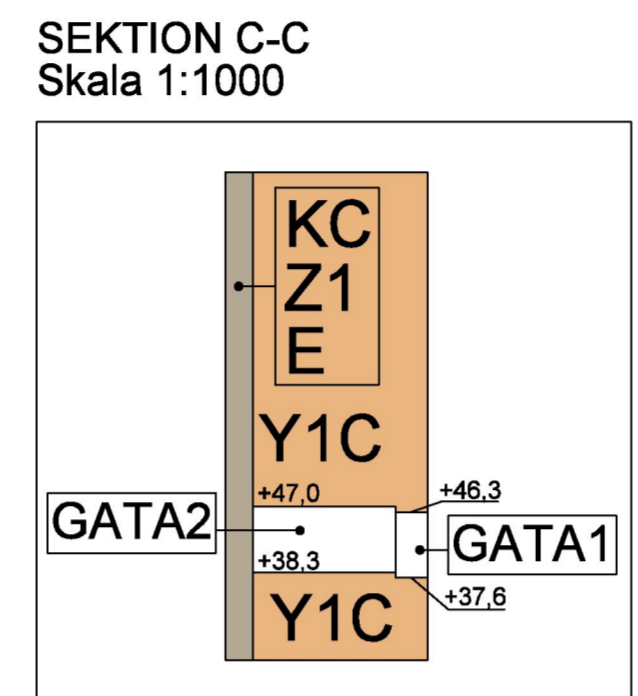 SEKTION C-C
Skala 1:1000
KC
Z1
E
Y1C
+47,0
+46,3
GATA2
GATA1
+38,3
+37,6
Y1C